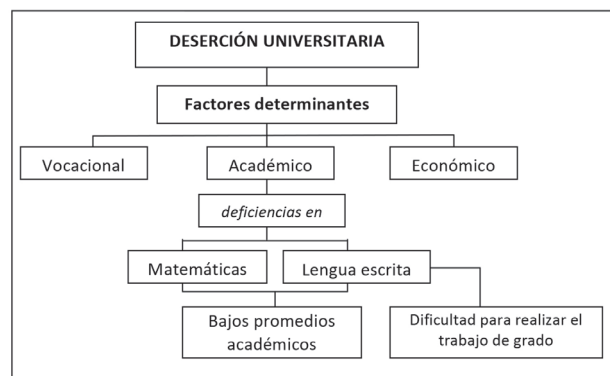 DESERCIÓN UNIVERSITARIA
Factores determinantes
Vocacional
Académico
Económico
deficiencias en
Matemáticas
Lengua escrita
Bajos promedios
académicos
Dificultad para realizar el
trabajo de grado